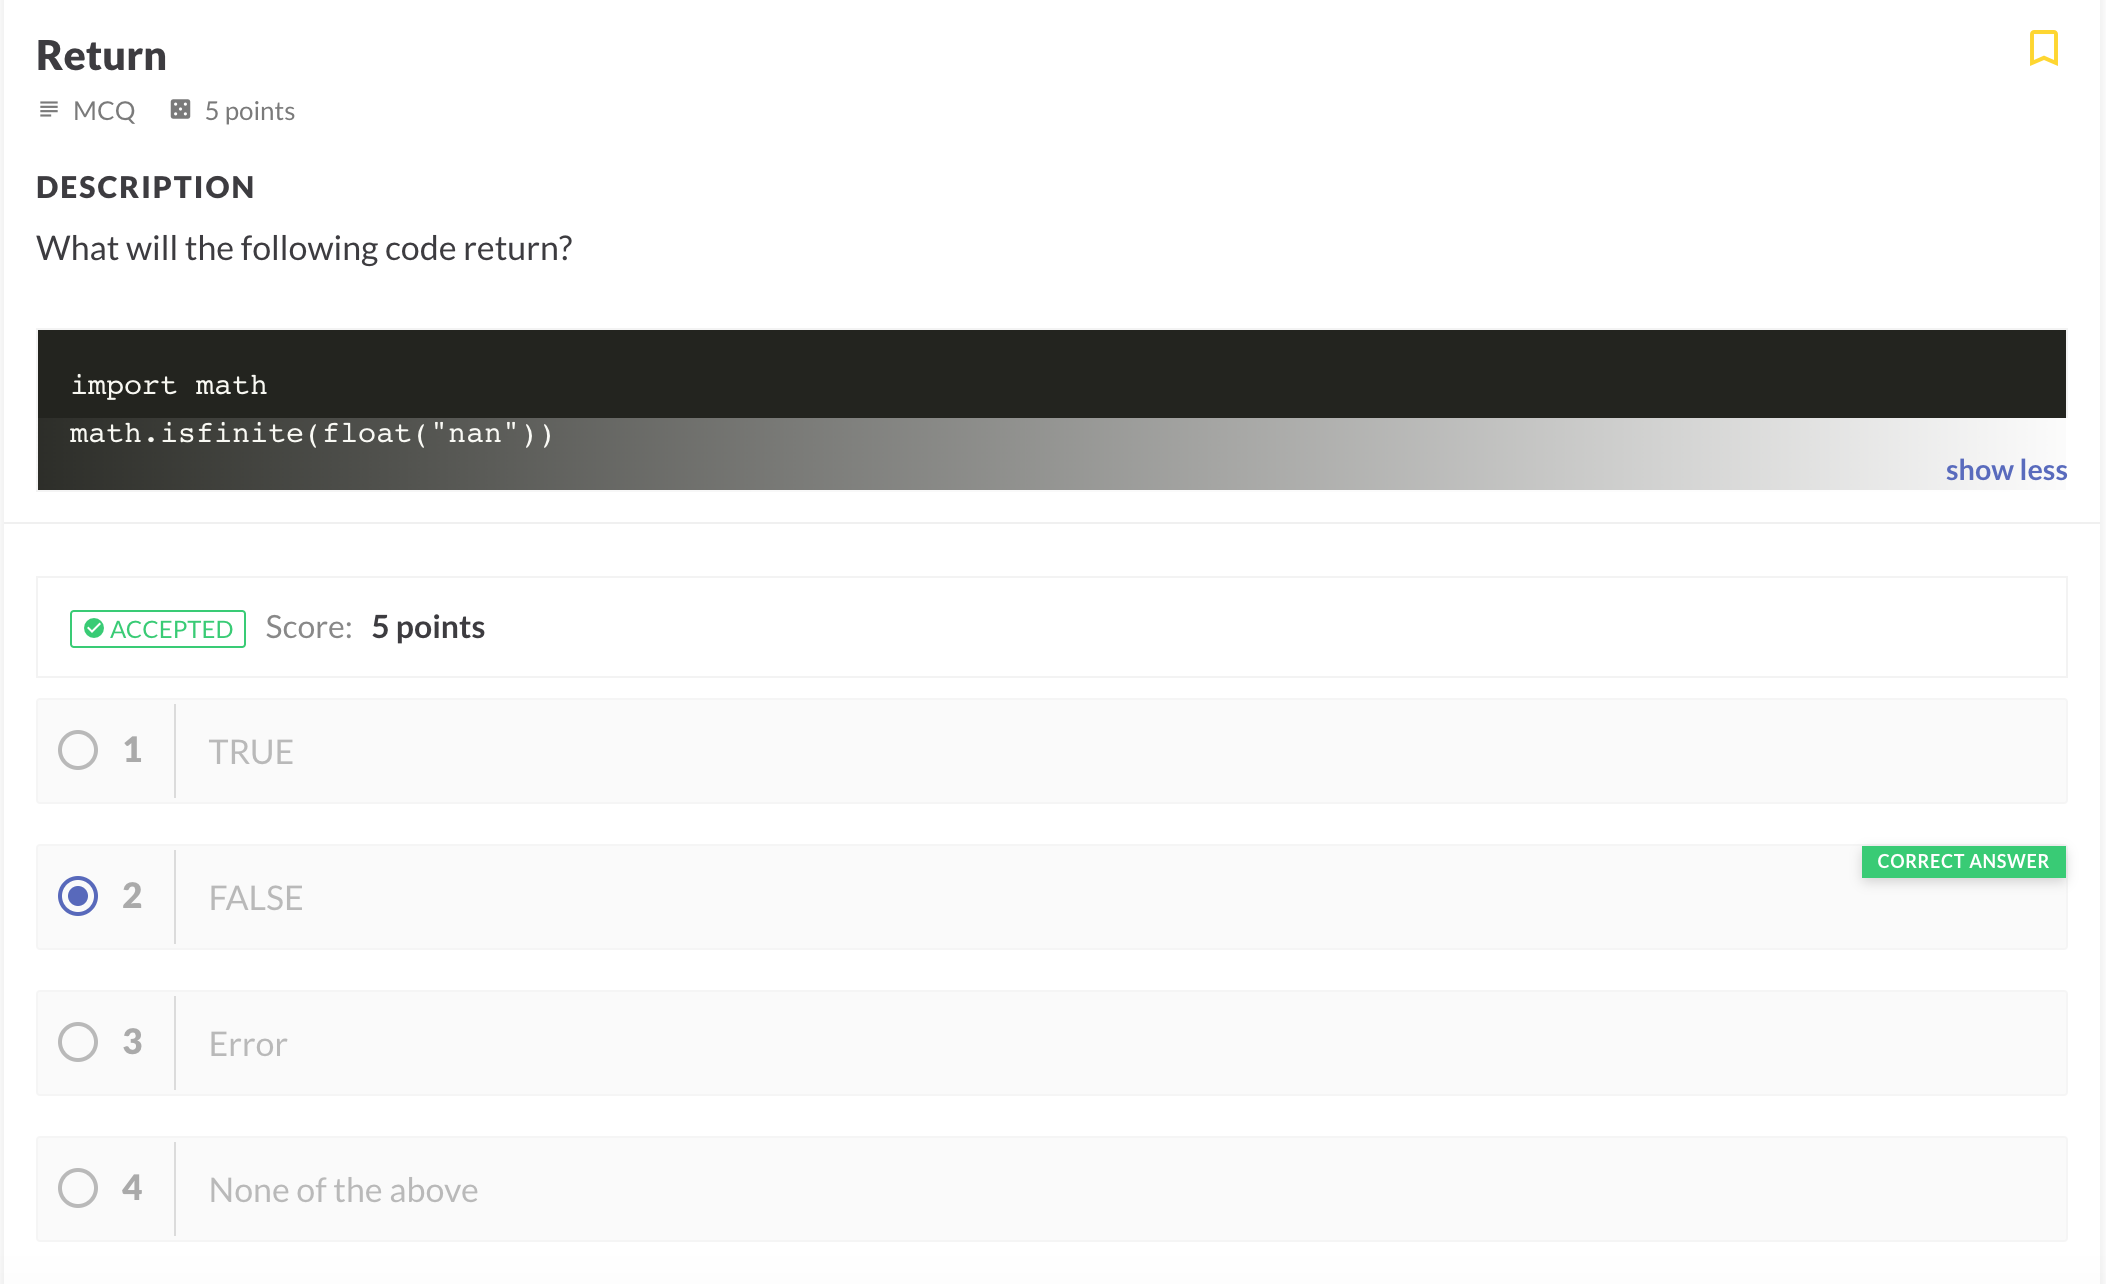 Return
MCQ 5 points
DESCRIPTION
What will the following code return?
import math
math.isfinite(float("nan"))
show less
ACCEPTED Score: 5 points
1 TRUE
CORRECT ANSWER
2 FALSE
3 Error
4 None of the above